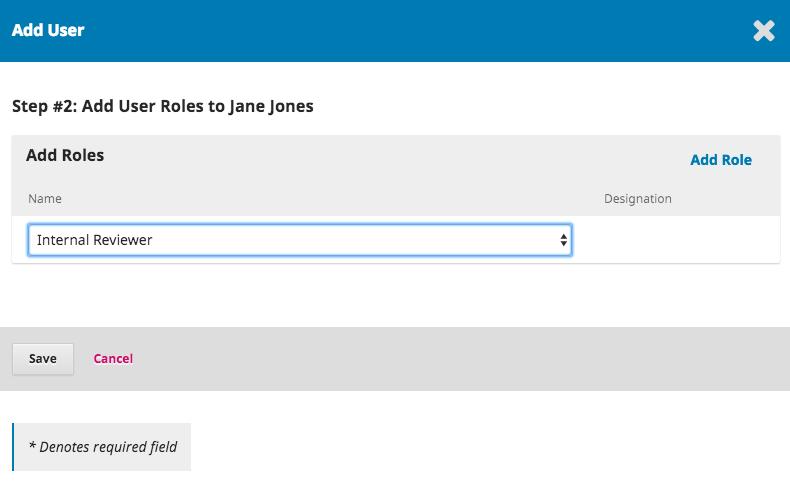 Add User
Step #2: Add User Roles to Jane Jones
Add Roles
Add Role
Name
Designation
Internal Reviewer
Save
Cancel
* Denotes required field